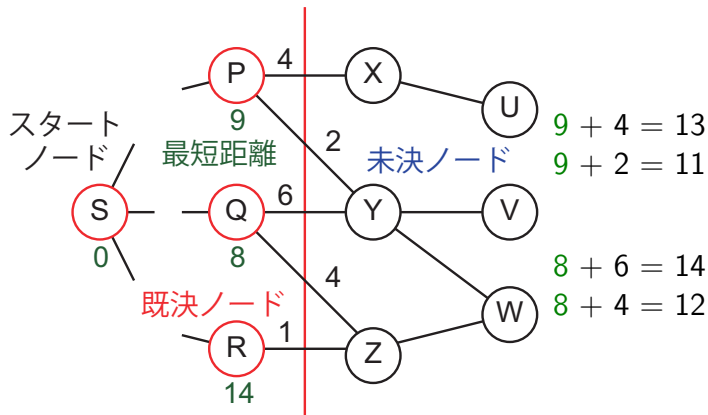 スタート
ノード
S
0
P
9
最短距離
Q
8
既決ノード
R
14
4
2
6
4
1
X
U
未決ノード
Y
V
Z
W
9 + 4 = 13
9 + 2 = 11
8 + 6 = 14
8 + 4 = 12